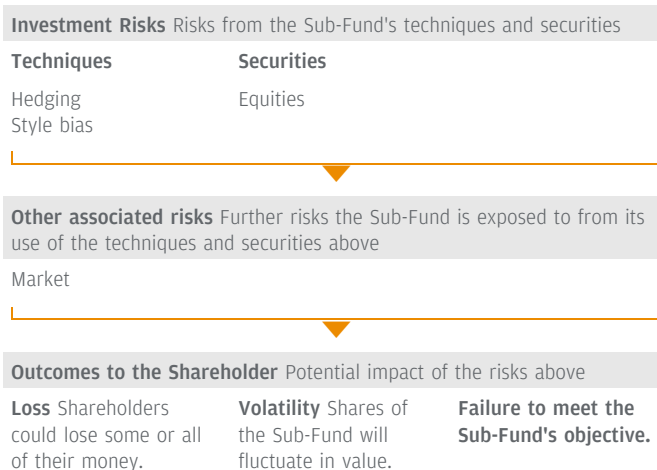 Investment Risks Risks from the Sub-Fund's techniques and securities
Techniques
Securities
Hedging
Style bias
Equities
Other associated risks Further risks the Sub-Fund is exposed to from its
use of the techniques and securities above
Market
Outcomes to the Shareholder Potential impact of the risks above
Loss Shareholders
could lose some or all
of their money.
Volatility Shares of
the Sub-Fund will
fluctuate in value.
Failure to meet the
Sub-Fund's objective.